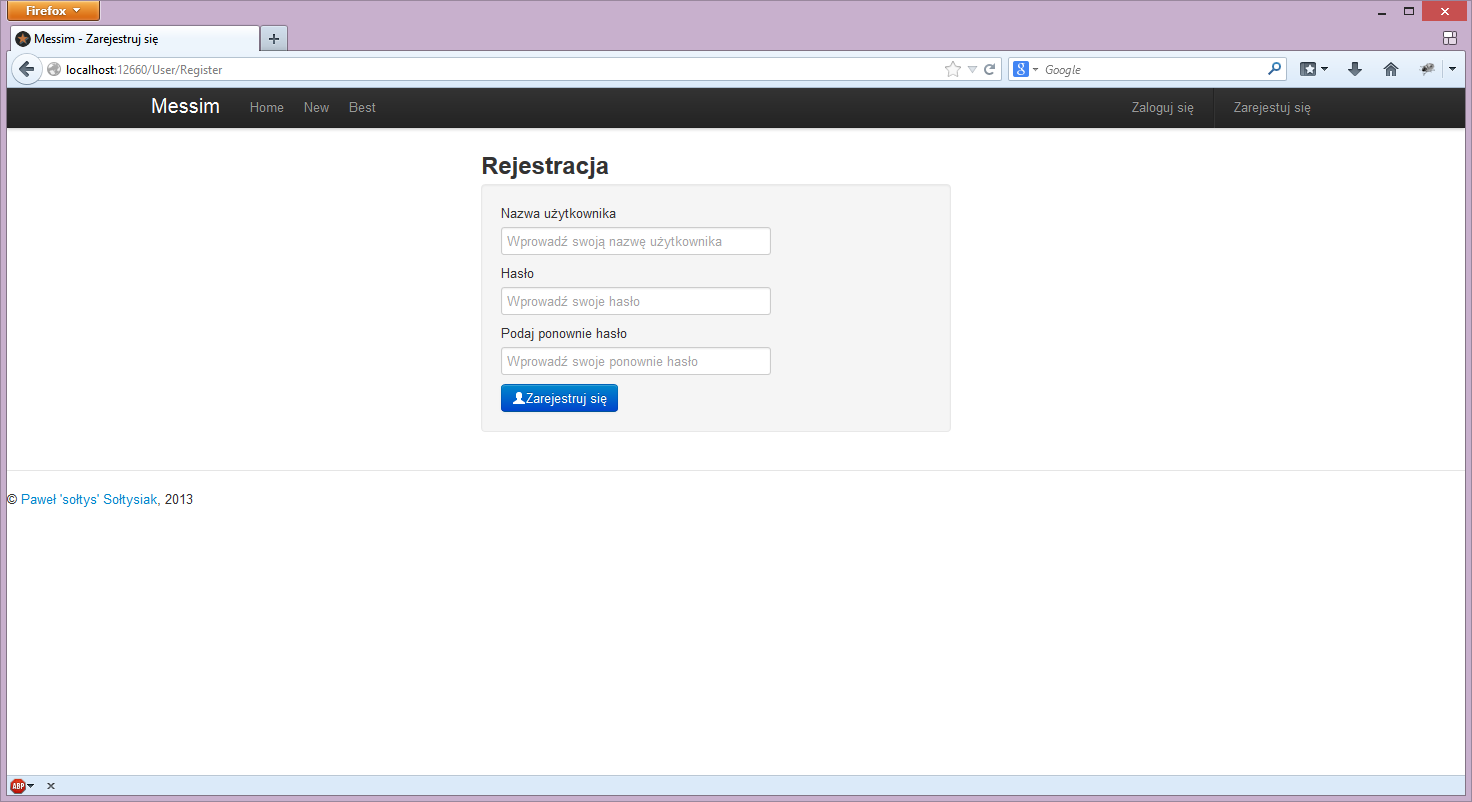 Firefox
Messim - Zarejestruj się
localhost:12660/User/Register
Google
Messim Home New Best Zaloguj się Zarejestuj się
Rejestracja
Nazwa użytkownika
Wprowadź swoją nazwę użytkownika
Hasło
Wprowadź swoje hasło
Podaj ponownie hasło
Wprowadź swoje ponownie hasło
Zarejestruj się
© Paweł 'sołtys' Sołtysiak, 2013
ABP